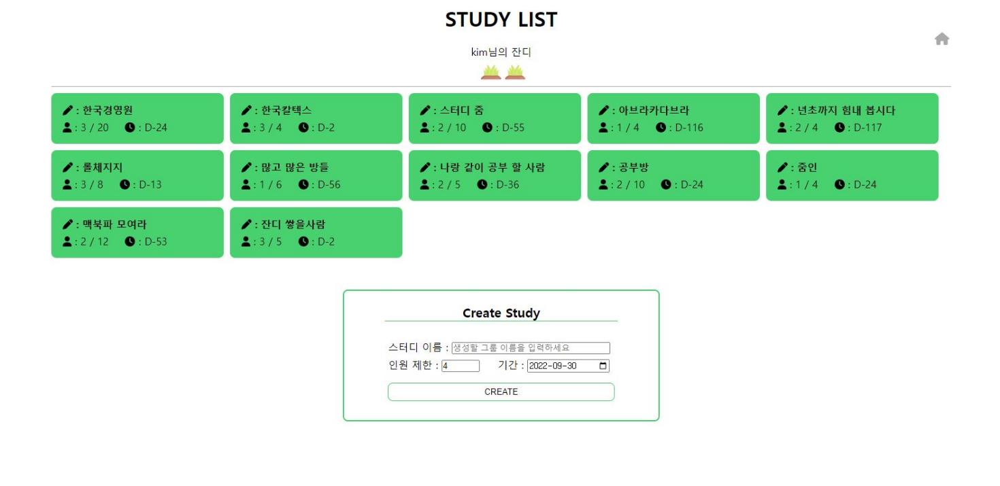 STUDY LIST
kim님의 잔디
: 한국경영원
: 3 / 20 : D-24
: 한국칼텍스
: 3 / 4 : D-2
: 스터디 줌
: 2 / 10 : D-55
: 아브라카다브라
: 1 / 4 : D-116
: 년초까지 힘내 봅시다
: 2 / 4 : D-117
: 롤체지지
: 3 / 8 : D-13
: 많고 많은 방들
: 1 / 6 : D-56
: 나랑 같이 공부 할 사람
: 2 / 5 : D-36
: 공부방
: 2 / 10 : D-24
: 줌인
: 1 / 4 : D-24
: 맥북파 모여라
: 2 / 12 : D-53
: 잔디 쌓을사람
: 3 / 5 : D-2
Create Study
스터디 이름 : 생성할 그룹 이름을 입력하세요
인원 제한 : 4 기간 : 2022-09-30
CREATE